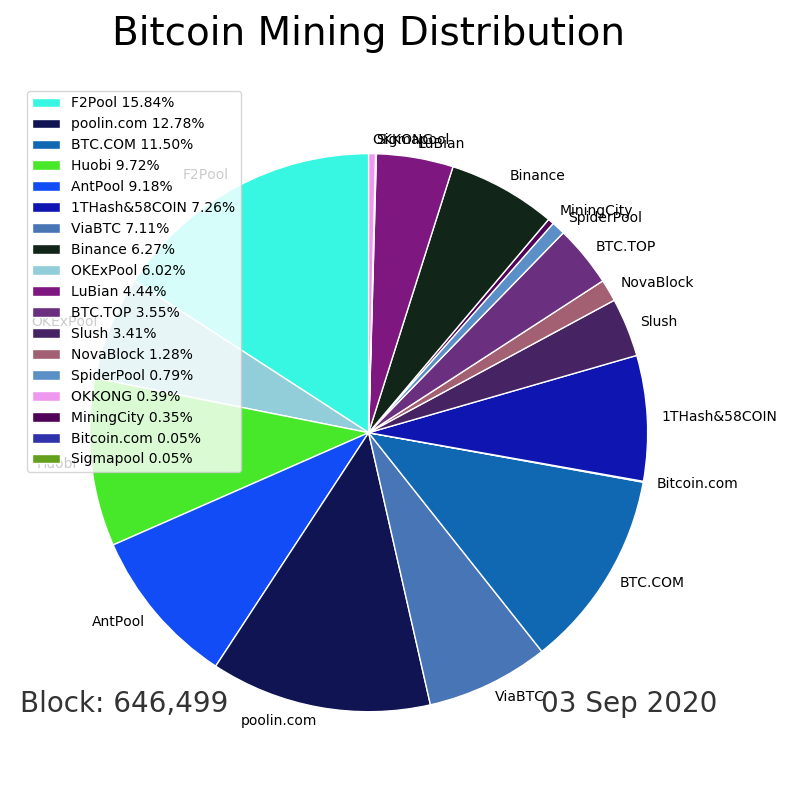 Bitcoin Mining Distribution
F2Pool 15.84%
poolin.com 12.78%
BTC.COM 11.50%
Huobi 9.72%
AntPool 9.18%
1THash&58COIN 7.26%
ViaBTC 7.11%
Binance 6.27%
OKExPool 6.02%
LuBian 4.44%
BTC.TOP 3.55%
Slush 3.41%
NovaBlock 1.28%
SpiderPool 0.79%
OKKONG 0.39%
MiningCity 0.35%
Bitcoin.com 0.05%
Sigmapool 0.05%
F2Pool
OKExPool
Huobi
AntPool
poolin.com
ViaBTC
BTC.COM
Bitcoin.com
1THash&58COIN
Slush
NovaBlock
BTC.TOP
SpiderPool
MiningCity
Binance
LuBian
Sigmapool
OKKONG
Block: 646,499
03 Sep 2020